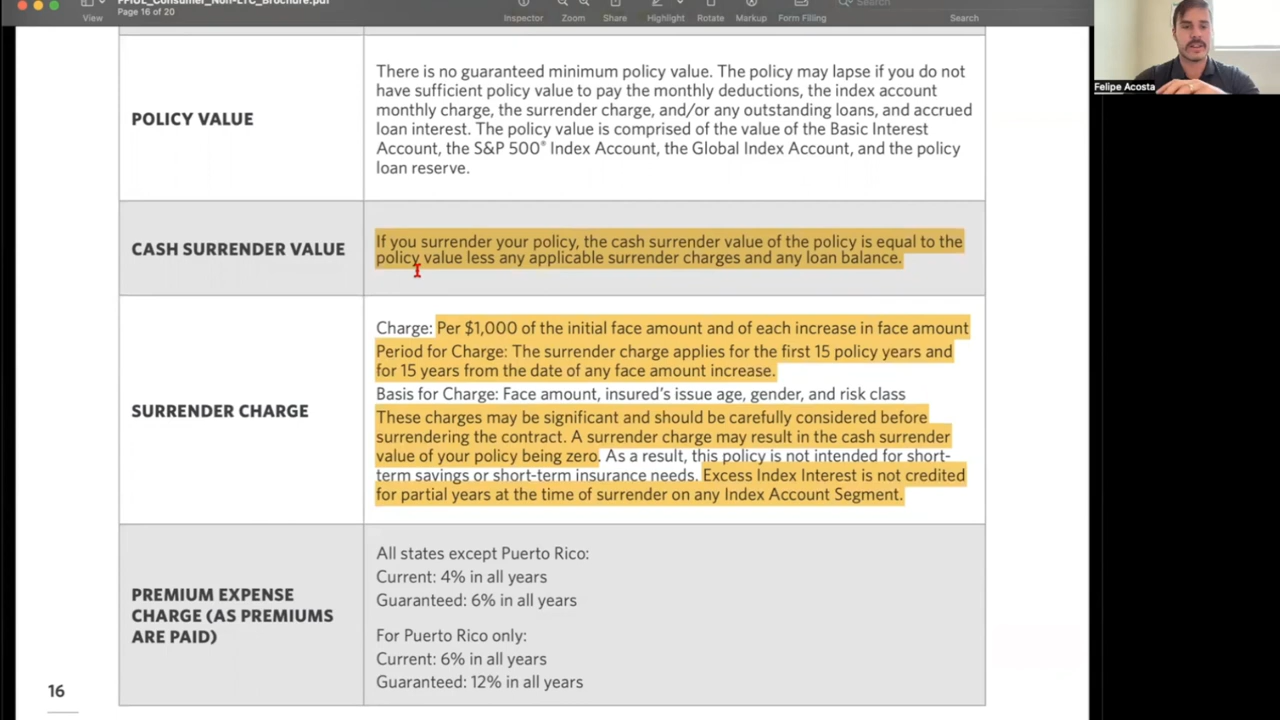 FFIUL_Consumer_Non-LTC_Brochure.pdf
Page 16 of 20
View
Inspector
Zoom
Share
Highlight
Rotate
Markup
Form Filling
Search
Search
Felipe Acosta
POLICY VALUE
There is no guaranteed minimum policy value. The policy may lapse if you do not
have sufficient policy value to pay the monthly deductions, the index account
monthly charge, the surrender charge, and/or any outstanding loans, and accrued
loan interest. The policy value is comprised of the value of the Basic Interest
Account, the S&P 500® Index Account, the Global Index Account, and the policy
loan reserve.
CASH SURRENDER VALUE
If you surrender your policy, the cash surrender value of the policy is equal to the
policy value less any applicable surrender charges and any loan balance.
SURRENDER CHARGE
Charge: Per $1,000 of the initial face amount and of each increase in face amount
Period for Charge: The surrender charge applies for the first 15 policy years and
for 15 years from the date of any face amount increase.
Basis for Charge: Face amount, insured's issue age, gender, and risk class
These charges may be significant and should be carefully considered before
surrendering the contract. A surrender charge may result in the cash surrender
value of your policy being zero. As a result, this policy is not intended for short-
term savings or short-term insurance needs. Excess Index Interest is not credited
for partial years at the time of surrender on any Index Account Segment.
PREMIUM EXPENSE
CHARGE (AS PREMIUMS
ARE PAID)
All states except Puerto Rico:
Current: 4% in all years
Guaranteed: 6% in all years
For Puerto Rico only:
Current: 6% in all years
Guaranteed: 12% in all years
16